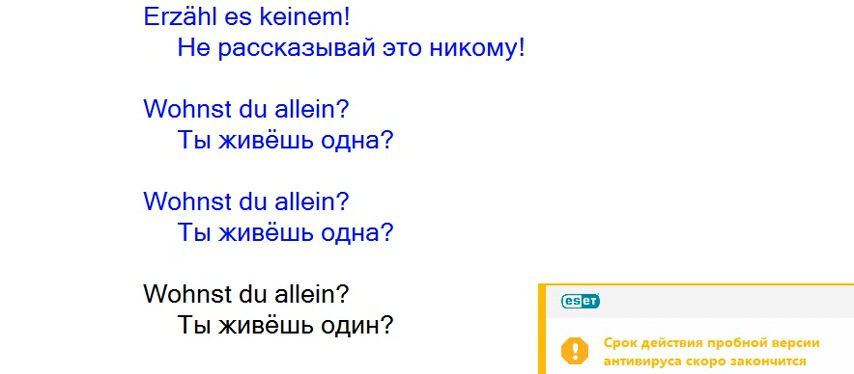 Erzähl es keinem!
Не рассказывай это никому!
Wohnst du allein?
Ты живёшь одна?
Wohnst du allein?
Ты живёшь одна?
Wohnst du allein?
Ты живёшь один?
eset
Срок действия пробной версии
антивируса скоро закончится